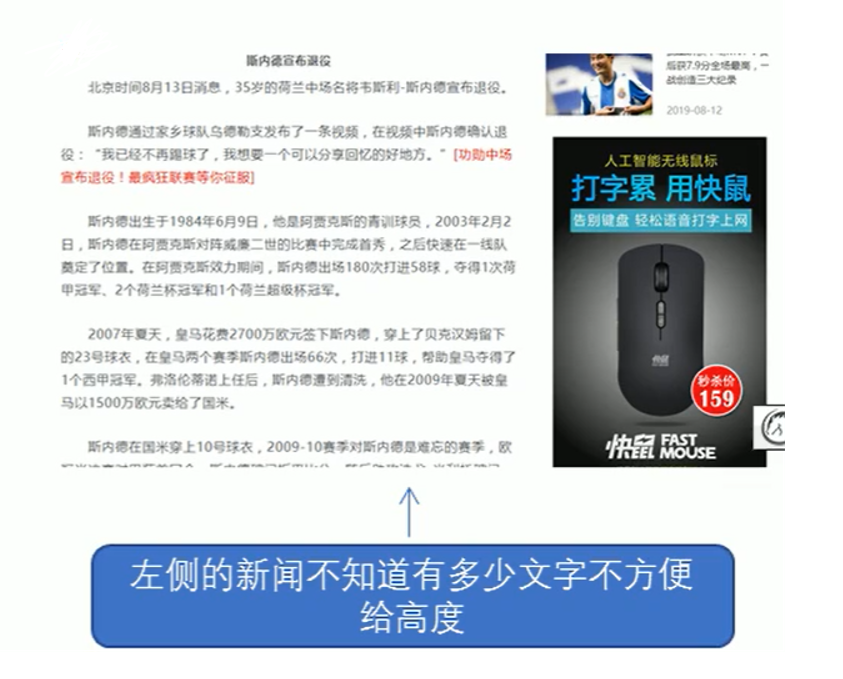 斯内德宣布退役
北京时间8月13日消息，35岁的荷兰中场名将韦斯利-斯内德宣布退役。
斯内德通过家乡球队乌德勒支发布了一条视频，在视频中斯内德确认退
役：“我已经不再踢球了，我想要一个可以分享回忆的好地方。”[功勋中场
宣布退役！最疯狂联赛等你征服]
斯内德出生于1984年6月9日，他是阿贾克斯的青训球员，2003年2月2
日，斯内德在阿贾克斯对阵威廉二世的比赛中完成首秀，之后快速在一线队
奠定了位置。在阿贾克斯效力期间，斯内德出场180次打进58球，夺得1次荷
甲冠军、2个荷兰杯冠军和1个荷兰超级杯冠军。
2007年夏天，皇马花费2700万欧元签下斯内德，穿上了贝克汉姆留下
的23号球衣，在皇马两个赛季斯内德出场66次，打进11球，帮助皇马夺得了
1个西甲冠军。弗洛伦蒂诺上任后，斯内德遭到清洗，他在2009年夏天被皇
马以1500万欧元卖给了国米。
斯内德在国米穿上10号球衣，2009-10赛季对斯内德是难忘的赛季，欧
后获7.9分全场最高，一
战创造三大纪录
2019-08-12
人工智能无线鼠标
打字累 用快鼠
告别键盘 轻松语音打字上网
快鼠
秒杀价
159
快鼠 FAST
MOUSE
左侧的新闻不知道有多少文字不方便
给高度